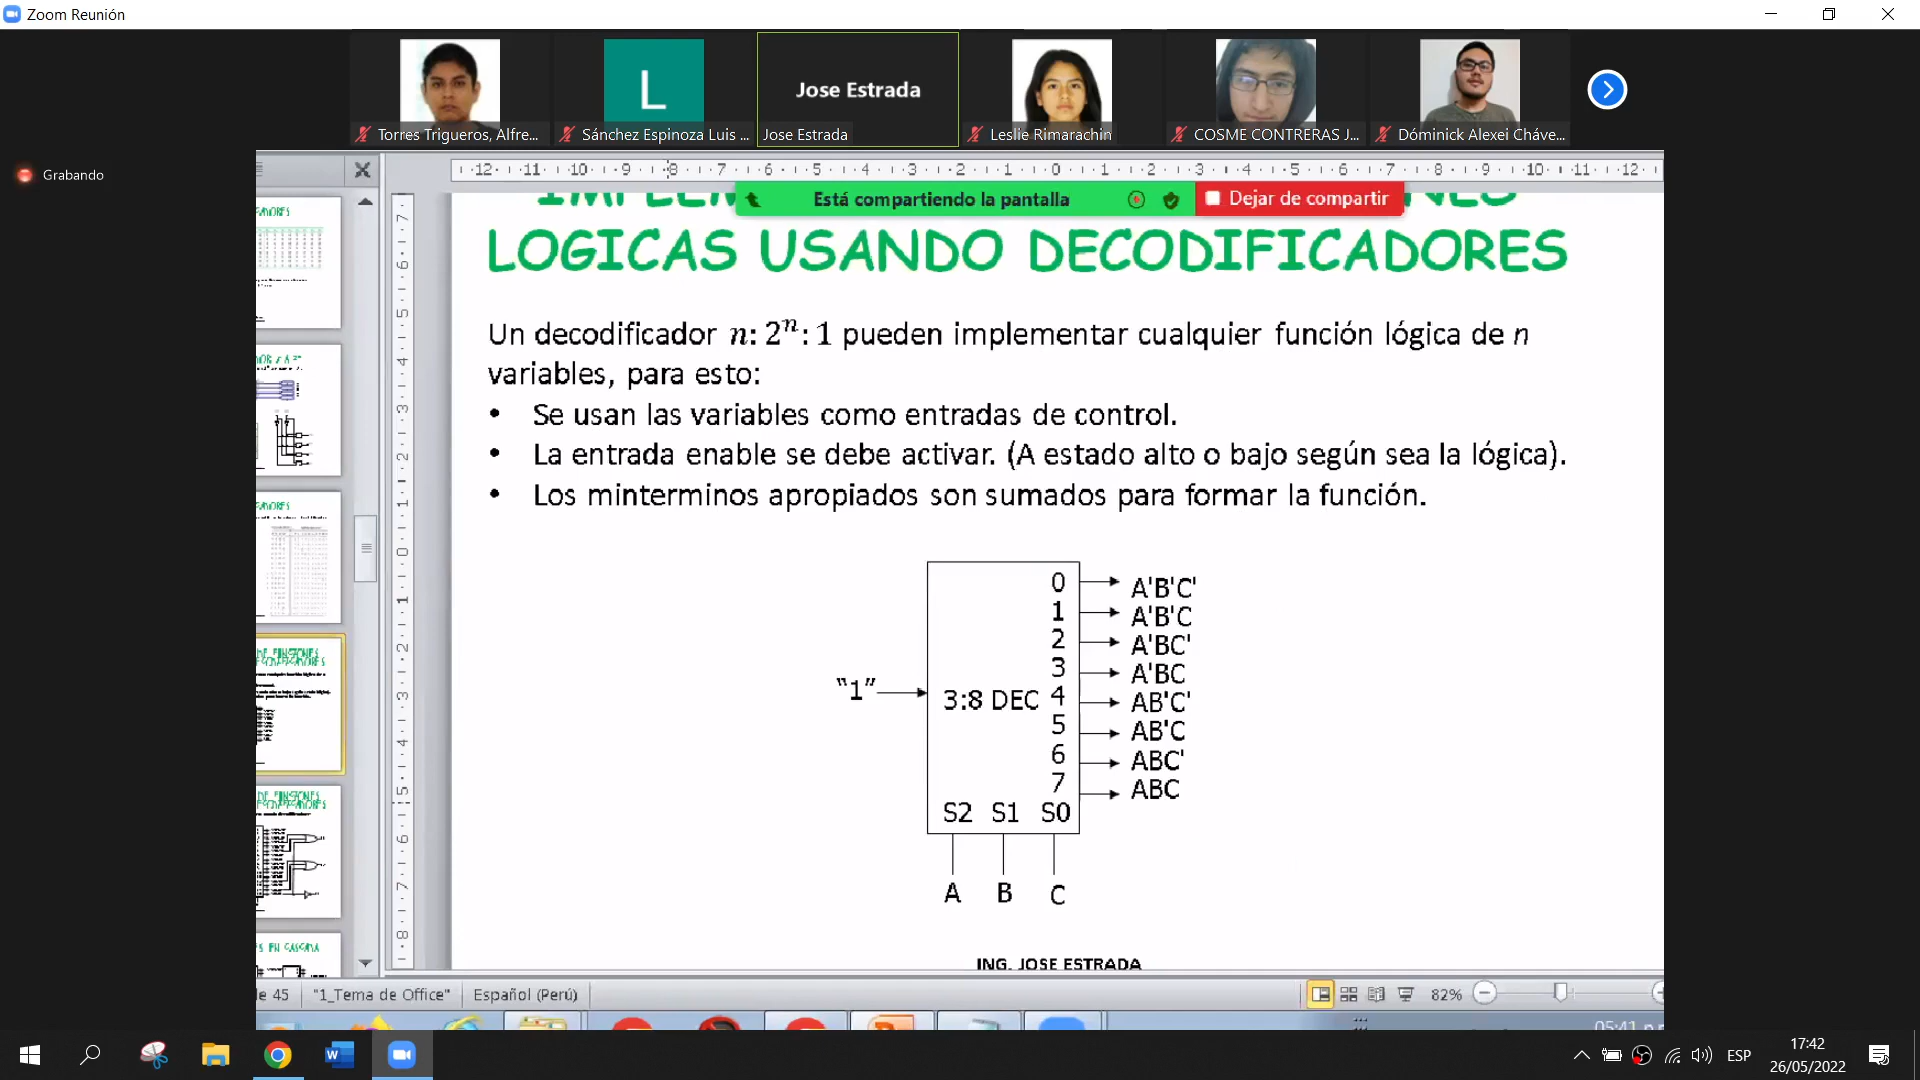 Zoom Reunión
L
Jose Estrada
Torres Trigueros, Alfre...
Sánchez Espinoza Luis ...
Jose Estrada
Leslie Rimarachin
COSME CONTRERAS J...
Dóminick Alexei Cháve...
Grabando
Está compartiendo la pantalla
Dejar de compartir
LOGICAS USANDO DECODIFICADORES
Un decodificador n: 2ⁿ: 1 pueden implementar cualquier función lógica de n
variables, para esto:
• Se usan las variables como entradas de control.
• La entrada enable se debe activar. (A estado alto o bajo según sea la lógica).
• Los minterminos apropiados son sumados para formar la función.
0 A'B'C'
1 A'B'C
2 A'BC'
3 A'BC
"1" 3:8 DEC 4 AB'C'
5 AB'C
6 ABC'
7 ABC
S2 S1 S0
A B C
ING. JOSE ESTRADA
de 45 "1_Tema de Office" Español (Perú) 82%
ESP
17:42
26/05/2022